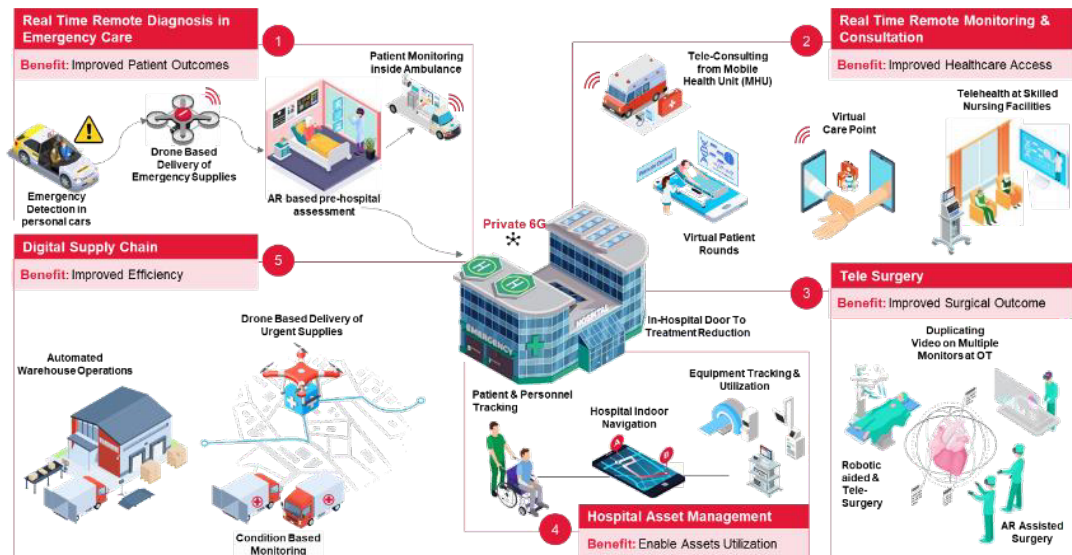 Real Time Remote Diagnosis in
Emergency Care
1
Benefit: Improved Patient Outcomes
Patient Monitoring
inside Ambulance
Drone Based
Delivery of
Emergency Supplies
Emergency
Detection in
personal cars
AR based pre-hospital
assessment
Real Time Remote Monitoring &
Consultation
2
Benefit: Improved Healthcare Access
Tele-Consulting
from Mobile
Health Unit (MHU)
Telehealth at Skilled
Nursing Facilities
Virtual
Care Point
Virtual Patient
Rounds
Private 6G
H
H
HOSPITAL
EMERGENCY
In-Hospital Door To
Treatment Reduction
Digital Supply Chain
5
Benefit: Improved Efficiency
Drone Based Delivery of
Urgent Supplies
Automated
Warehouse Operations
Condition Based
Monitoring
Tele Surgery
3
Benefit: Improved Surgical Outcome
Duplicating
Video on Multiple
Monitors at OT
Robotic
aided &
Tele-
Surgery
AR Assisted
Surgery
Patient & Personnel
Tracking
Hospital Indoor
Navigation
A
B
Equipment Tracking &
Utilization
4
Hospital Asset Management
Benefit: Enable Assets Utilization